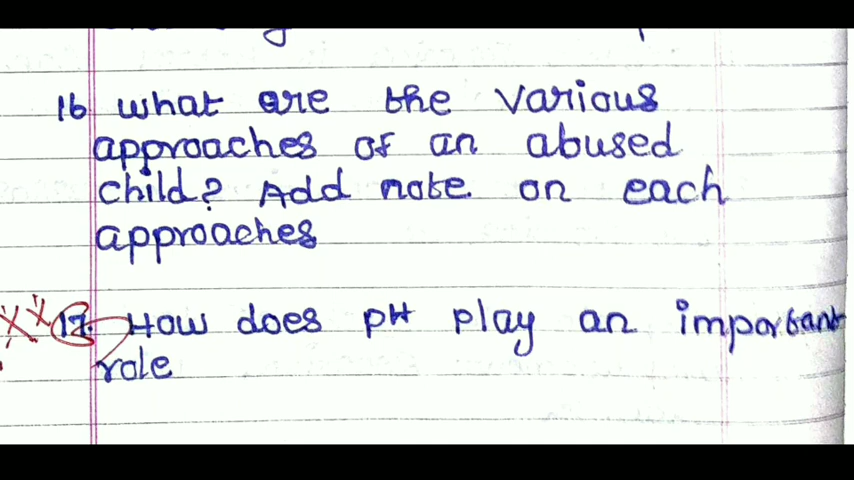 16 What are the various
approaches of an abused
child? Add note. on each
approaches
17. How does pH play an important
role